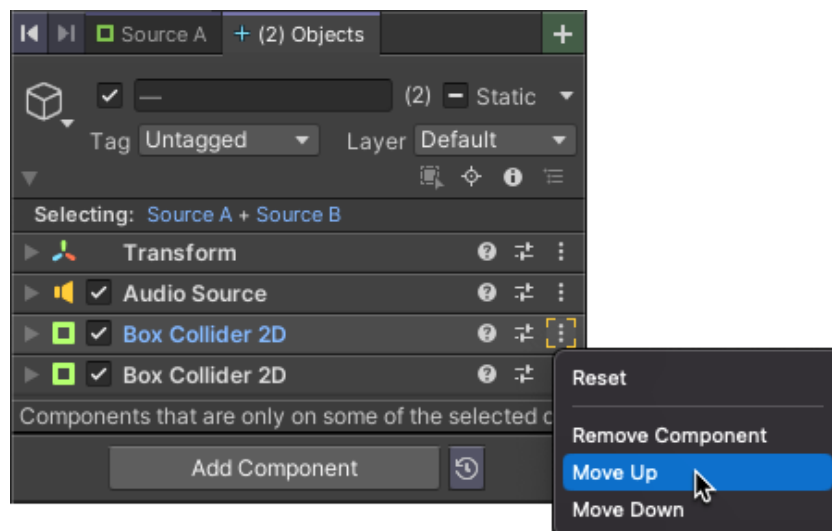 Source A + (2) Objects +
— (2) Static
Tag Untagged Layer Default
Selecting: Source A + Source B
Transform
Audio Source
Box Collider 2D
Box Collider 2D
Components that are only on some of the selected
Add Component
Reset
Remove Component
Move Up
Move Down